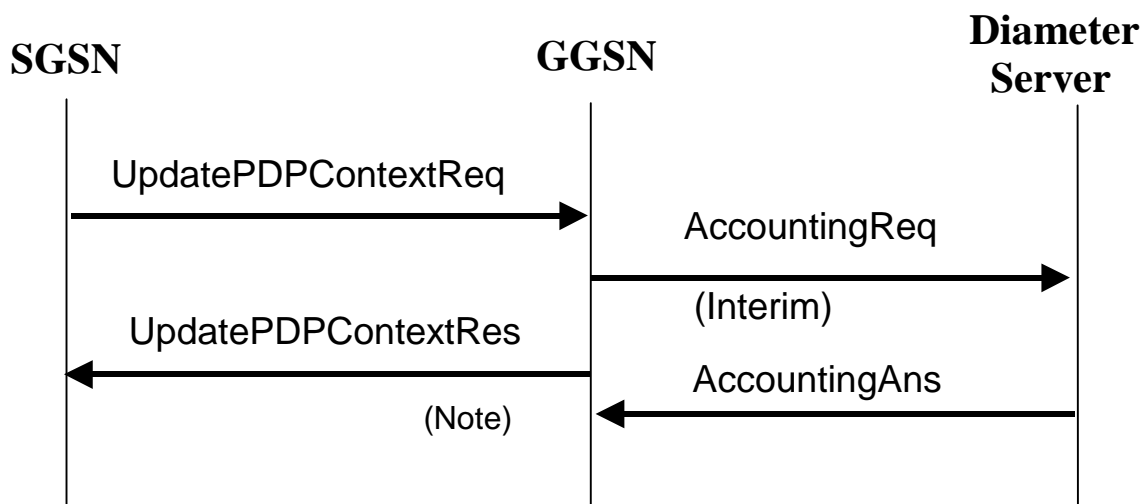 SGSN
GGSN
Diameter
Server
UpdatePDPContextReq
AccountingReq
(Interim)
UpdatePDPContextRes
AccountingAns
(Note)